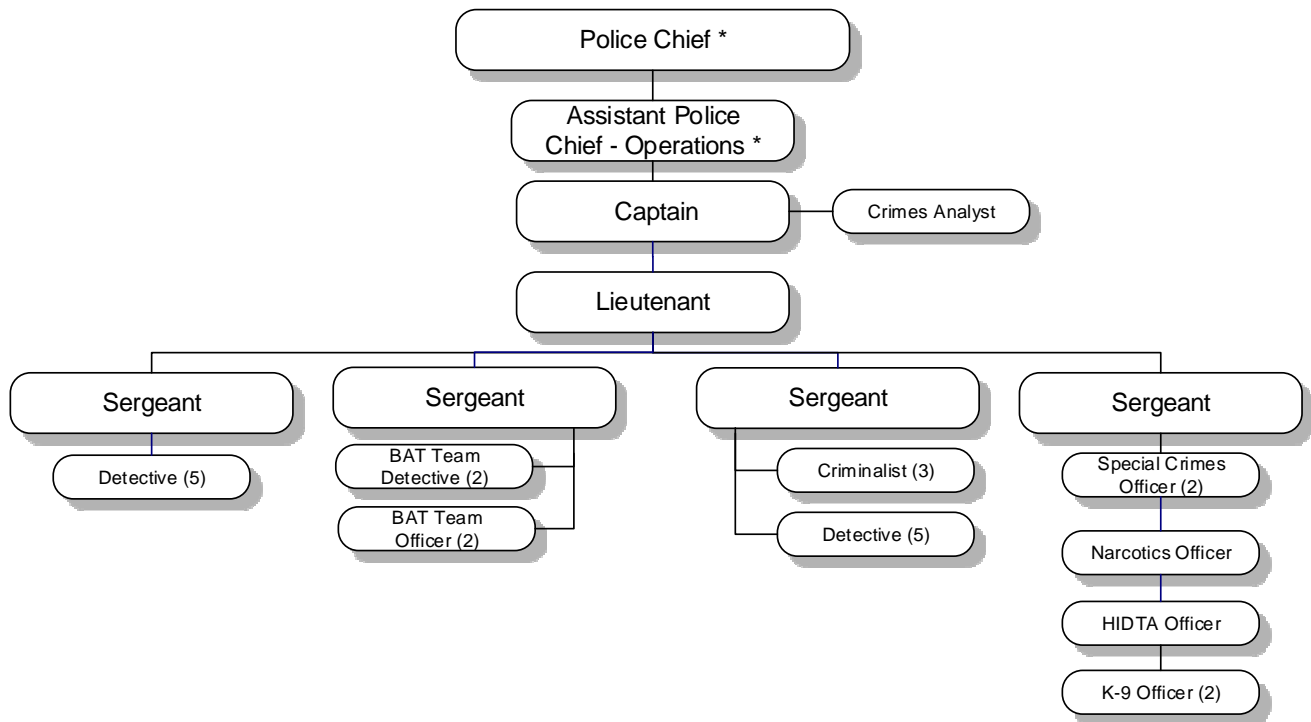 Police Chief *
Assistant Police
Chief - Operations *
Captain
Crimes Analyst
Lieutenant
Sergeant
Detective (5)
Sergeant
BAT Team
Detective (2)
BAT Team
Officer (2)
Sergeant
Criminalist (3)
Detective (5)
Sergeant
Special Crimes
Officer (2)
Narcotics Officer
HIDTA Officer
K-9 Officer (2)